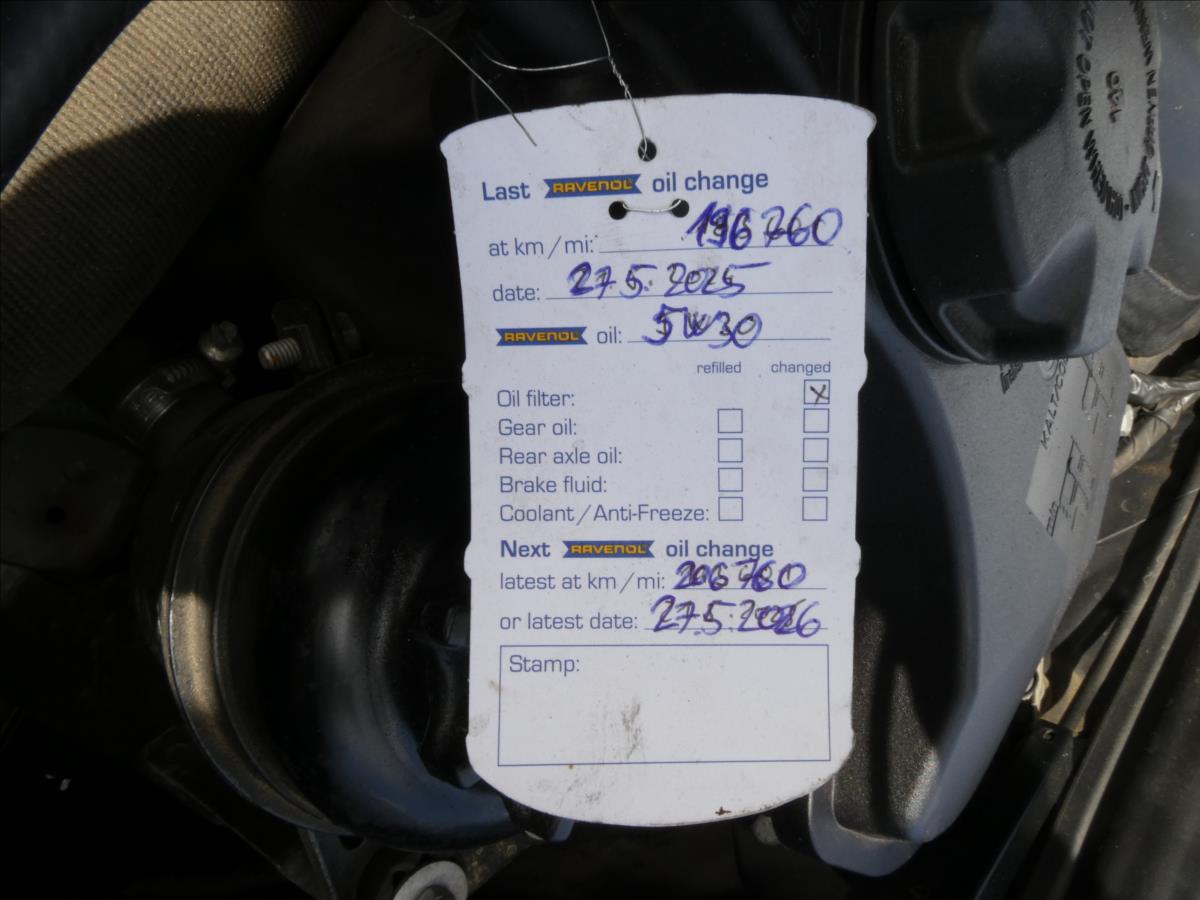 Last RAVENOL oil change
at km/mi: 196760
date: 27.5.2025
RAVENOL oil: 5W30
refilled changed
Oil filter: X
Gear oil:
Rear axle oil:
Brake fluid:
Coolant/Anti-Freeze:
Next RAVENOL oil change
latest at km/mi: 206760
or latest date: 27.5.2026
Stamp:
NEVER OPEN